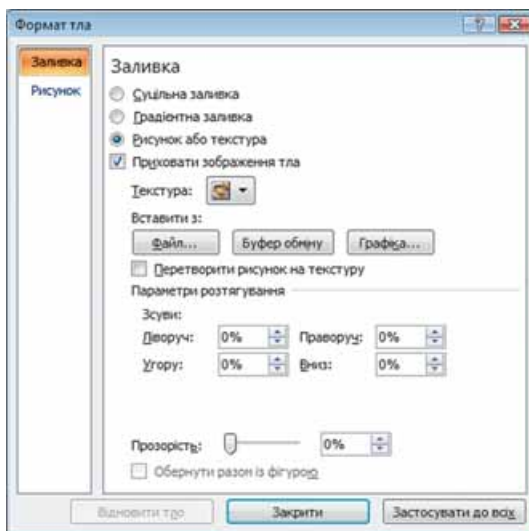 Формат тла
Заливка
Рисунок
Заливка
Суцільна заливка
Градієнтна заливка
Рисунок або текстура
Приховати зображення тла
Текстура:
Вставити з:
Файл... Буфер обміну Графіка...
Перетворити рисунок на текстуру
Параметри розтягування
Зсуви:
Ліворуч: 0% Праворуч: 0%
Угору: 0% Вниз: 0%
Прозорість: 0%
Обернути разом із фігурою
Відновити тло Закрити Застосувати до всіх